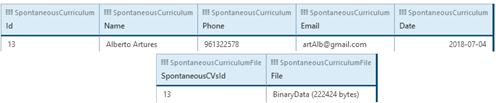 SpontaneousCurriculum SpontaneousCurriculum SpontaneousCurriculum SpontaneousCurriculum SpontaneousCurriculum
Id Name Phone Email Date
13 Alberto Artures 961322578 artAlb@gmail.com 2018-07-04
SpontaneousCurriculumFile SpontaneousCurriculumFile
SpontaneousCVsId File
13 BinaryData (222424 bytes)